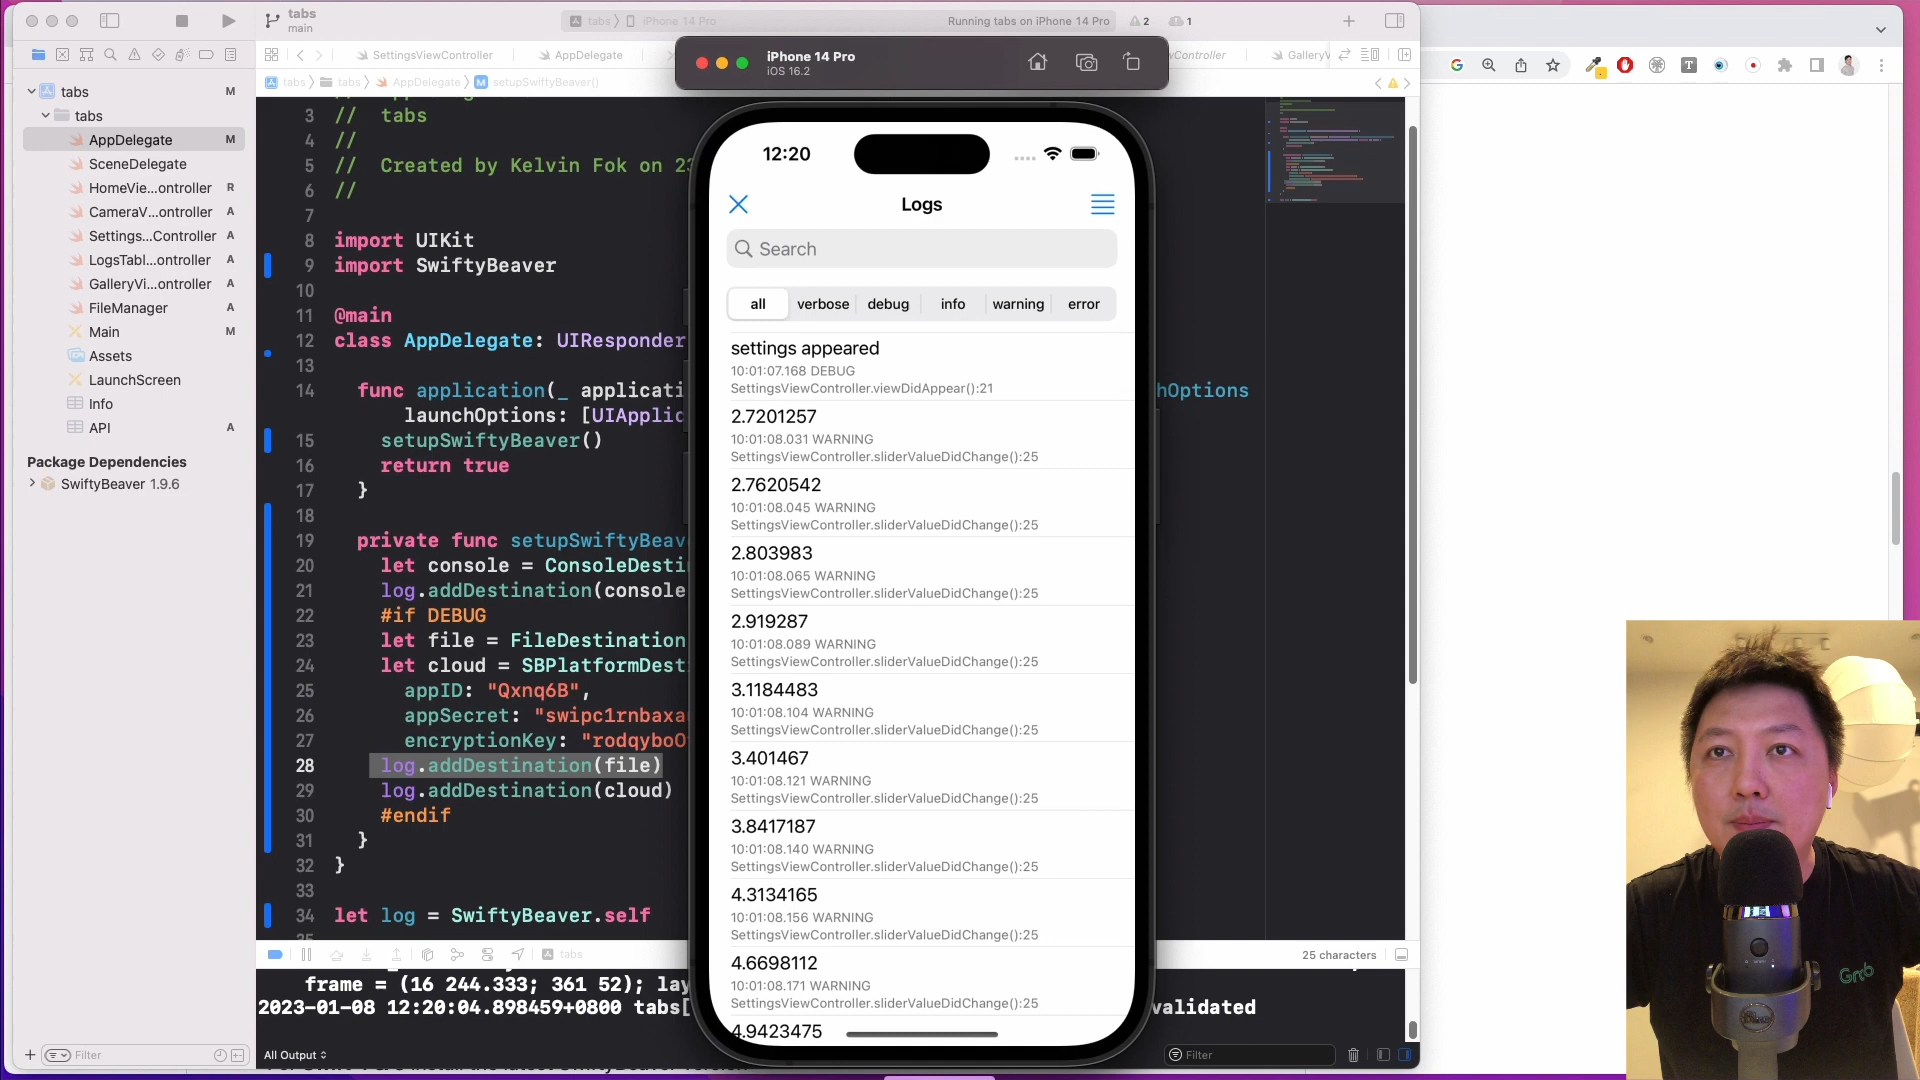 tabs
main
tabs
iPhone 14 Pro
Running tabs on iPhone 14 Pro
2
1
SettingsViewController
AppDelegate
tabs
tabs
AppDelegate
setupSwiftyBeaver()
iPhone 14 Pro
iOS 16.2
tabs M
tabs
AppDelegate M
SceneDelegate
HomeVie...ontroller R
CameraV...ontroller A
Settings...Controller A
LogsTabl...ontroller A
GalleryVi...ontroller A
FileManager A
Main M
Assets
LaunchScreen
Info
API A
Package Dependencies
SwiftyBeaver 1.9.6
Filter
3 // tabs
4 //
5 // Created by Kelvin Fok on 23
6 //
7
8 import UIKit
9 import SwiftyBeaver
10
11 @main
12 class AppDelegate: UIResponder
13
14 func application(_ applicati
hOptions
launchOptions: [UIApplic
15 setupSwiftyBeaver()
16 return true
17 }
18
19 private func setupSwiftyBeav
20 let console = ConsoleDesti
21 log.addDestination(console
22 #if DEBUG
23 let file = FileDestination
24 let cloud = SBPlatformDest
25 appID: "Qxnq6B",
26 appSecret: "swipc1rnbaxa
27 encryptionKey: "rodqyboO
28 log.addDestination(file)
29 log.addDestination(cloud)
30 #endif
31 }
32 }
33
34 let log = SwiftyBeaver.self
tabs
25 characters
frame = (16 244.333; 361 52); lay
2023-01-08 12:20:04.898459+0800 tabs[
validated
All Output
Filter
12:20
Logs
Search
all verbose debug info warning error
settings appeared
10:01:07.168 DEBUG
SettingsViewController.viewDidAppear():21
2.7201257
10:01:08.031 WARNING
SettingsViewController.sliderValueDidChange():25
2.7620542
10:01:08.045 WARNING
SettingsViewController.sliderValueDidChange():25
2.803983
10:01:08.065 WARNING
SettingsViewController.sliderValueDidChange():25
2.919287
10:01:08.089 WARNING
SettingsViewController.sliderValueDidChange():25
3.1184483
10:01:08.104 WARNING
SettingsViewController.sliderValueDidChange():25
3.401467
10:01:08.121 WARNING
SettingsViewController.sliderValueDidChange():25
3.8417187
10:01:08.140 WARNING
SettingsViewController.sliderValueDidChange():25
4.3134165
10:01:08.156 WARNING
SettingsViewController.sliderValueDidChange():25
4.6698112
10:01:08.171 WARNING
SettingsViewController.sliderValueDidChange():25
4.9423475
Grab